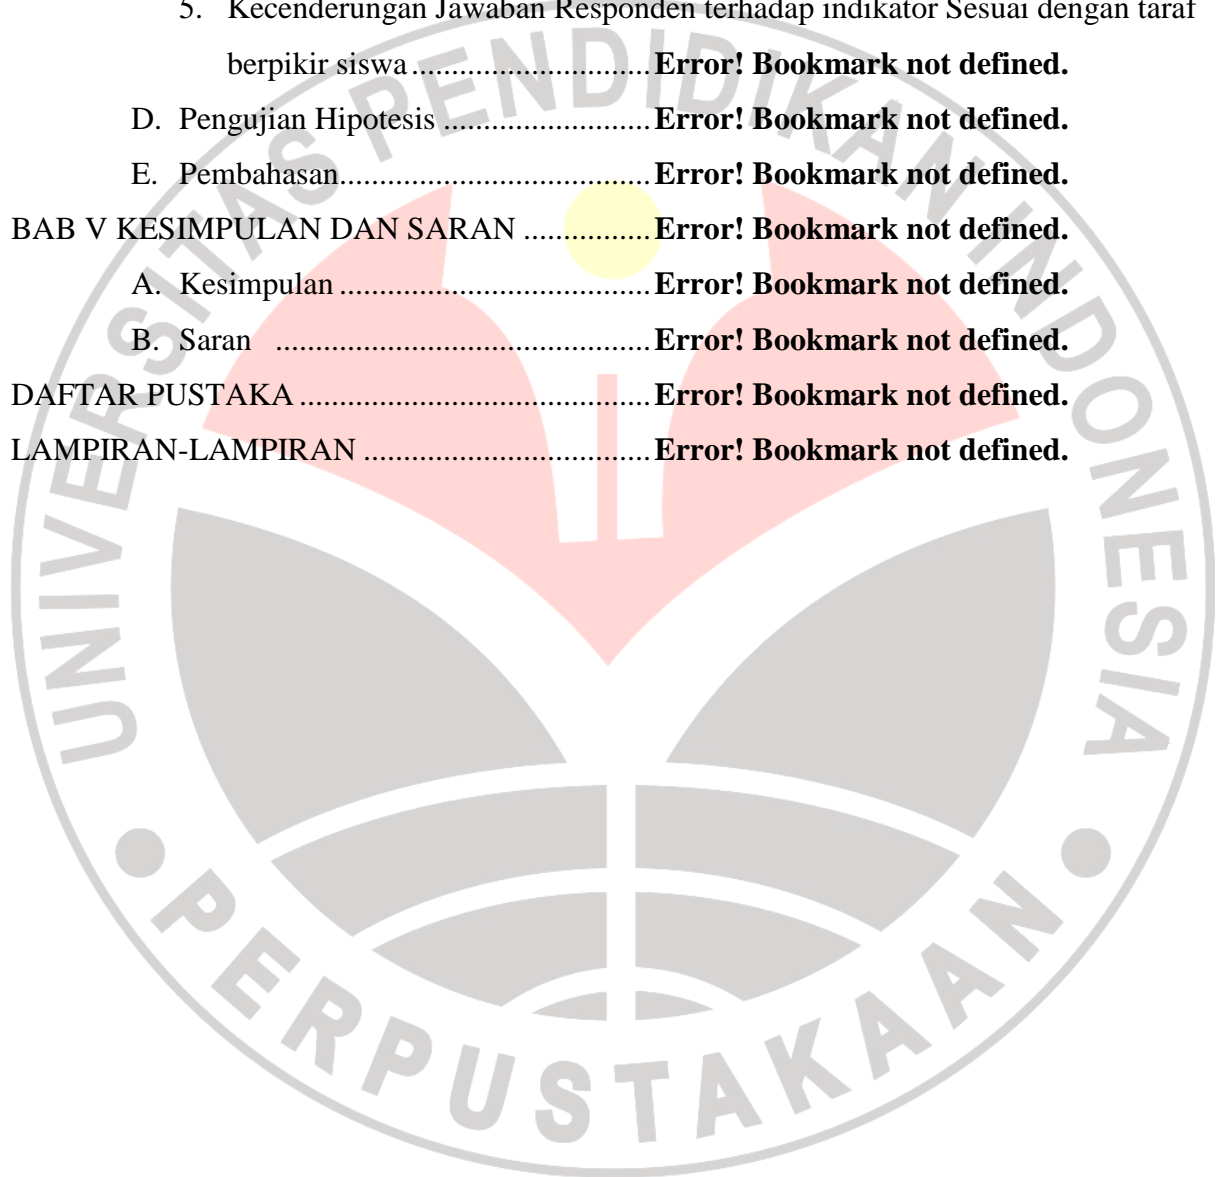 5. Kecenderungan Jawaban Responden terhadap indikator Sesuai dengan taraf
berpikir siswa ............................... Error! Bookmark not defined.
D. Pengujian Hipotesis .......................... Error! Bookmark not defined.
E. Pembahasan....................................... Error! Bookmark not defined.
BAB V KESIMPULAN DAN SARAN ................ Error! Bookmark not defined.
A. Kesimpulan ....................................... Error! Bookmark not defined.
B. Saran ............................................... Error! Bookmark not defined.
DAFTAR PUSTAKA ............................................ Error! Bookmark not defined.
LAMPIRAN-LAMPIRAN .................................... Error! Bookmark not defined.
UNIVERSITAS PENDIDIKAN INDONESIA
PERPUSTAKAAN